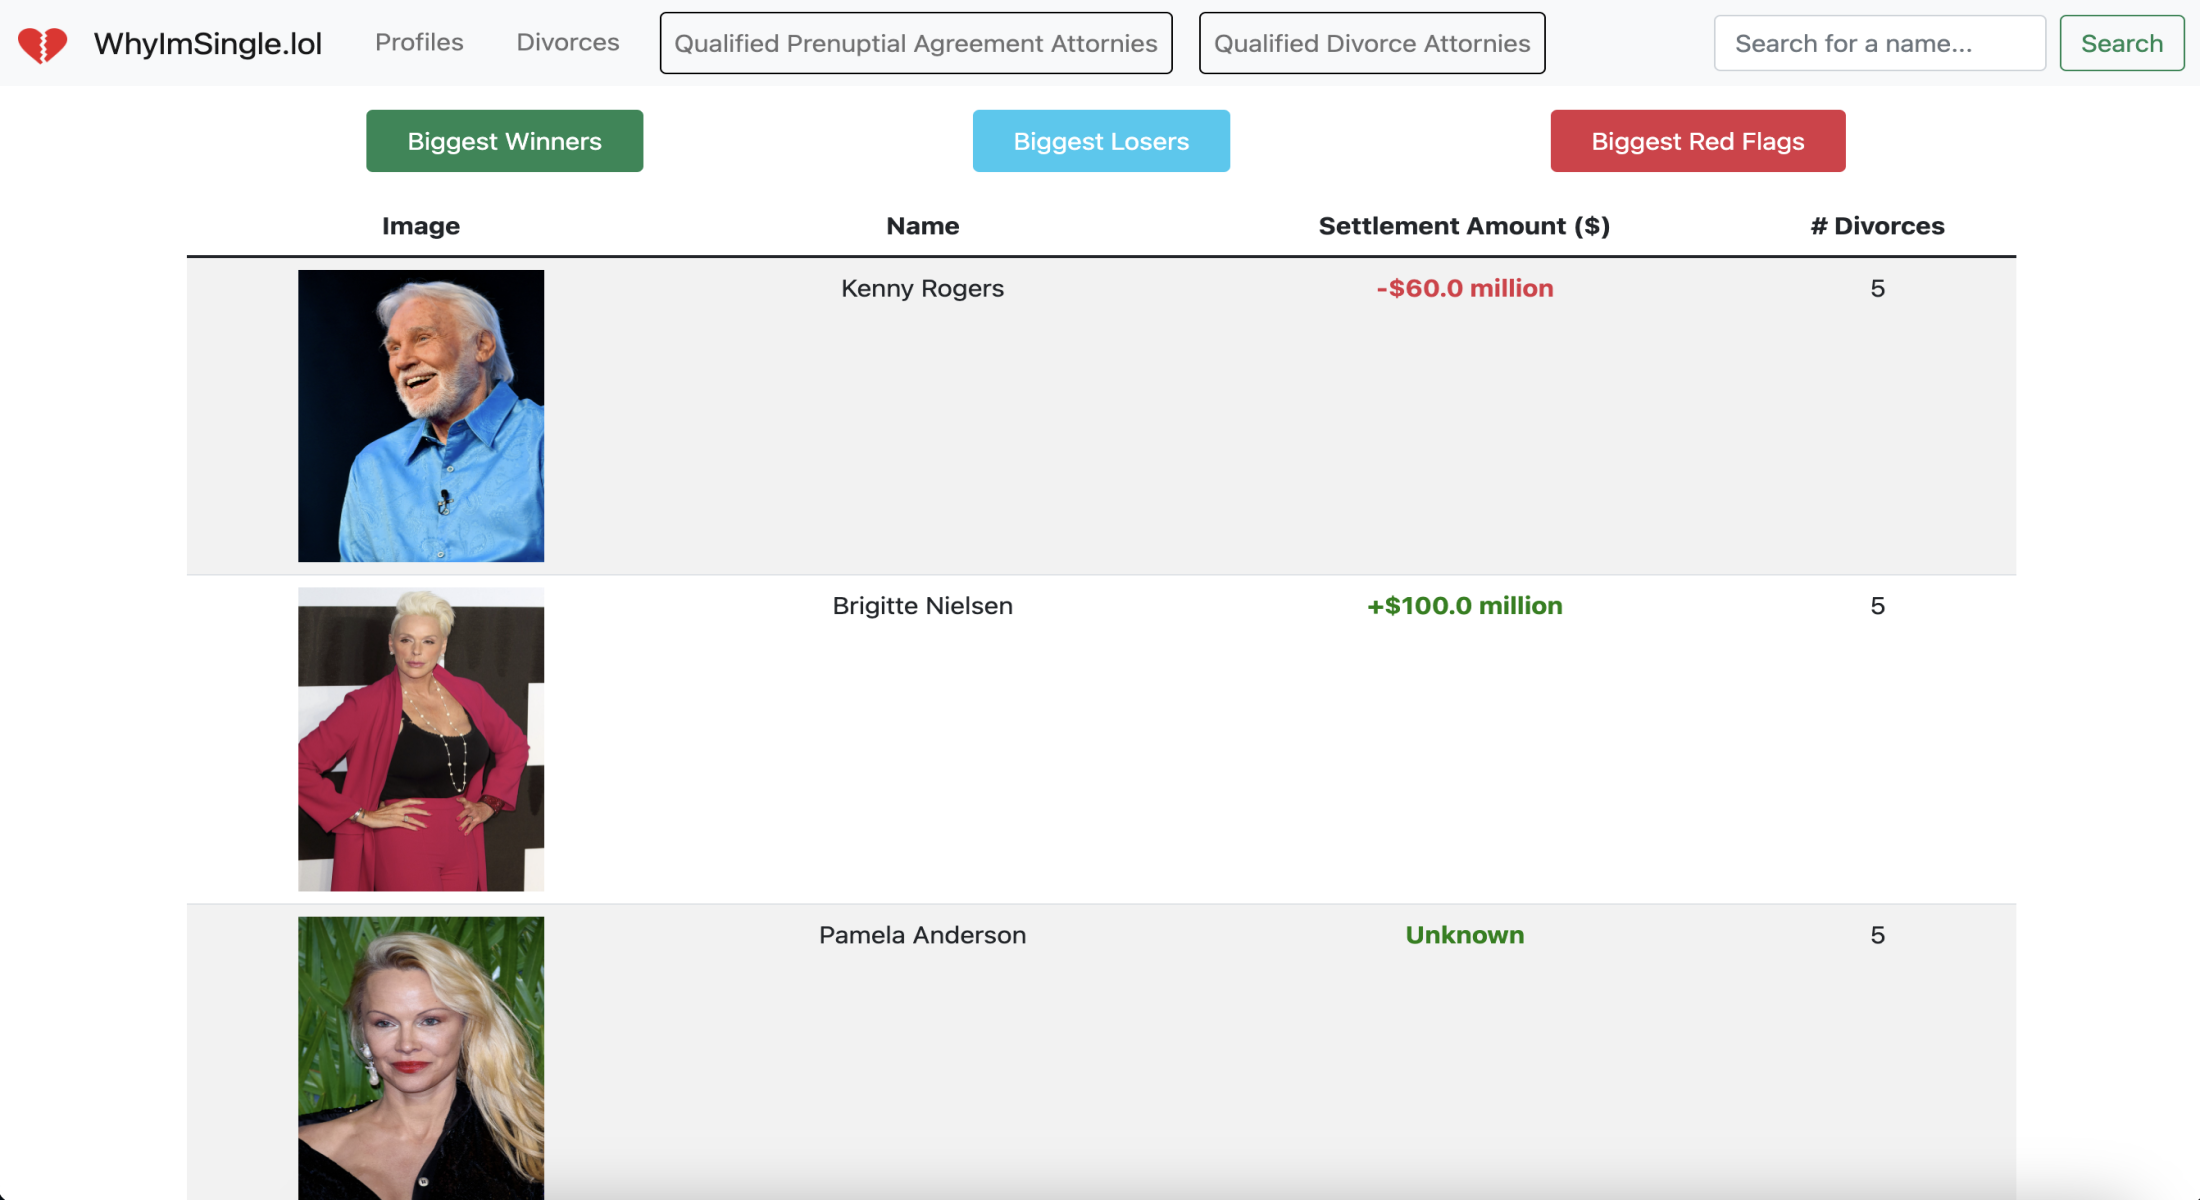 WhyImSingle.lol Profiles Divorces Qualified Prenuptial Agreement Attornies Qualified Divorce Attornies Search for a name... Search
Biggest Winners Biggest Losers Biggest Red Flags
Image Name Settlement Amount ($) # Divorces
Kenny Rogers -$60.0 million 5
Brigitte Nielsen +$100.0 million 5
Pamela Anderson Unknown 5